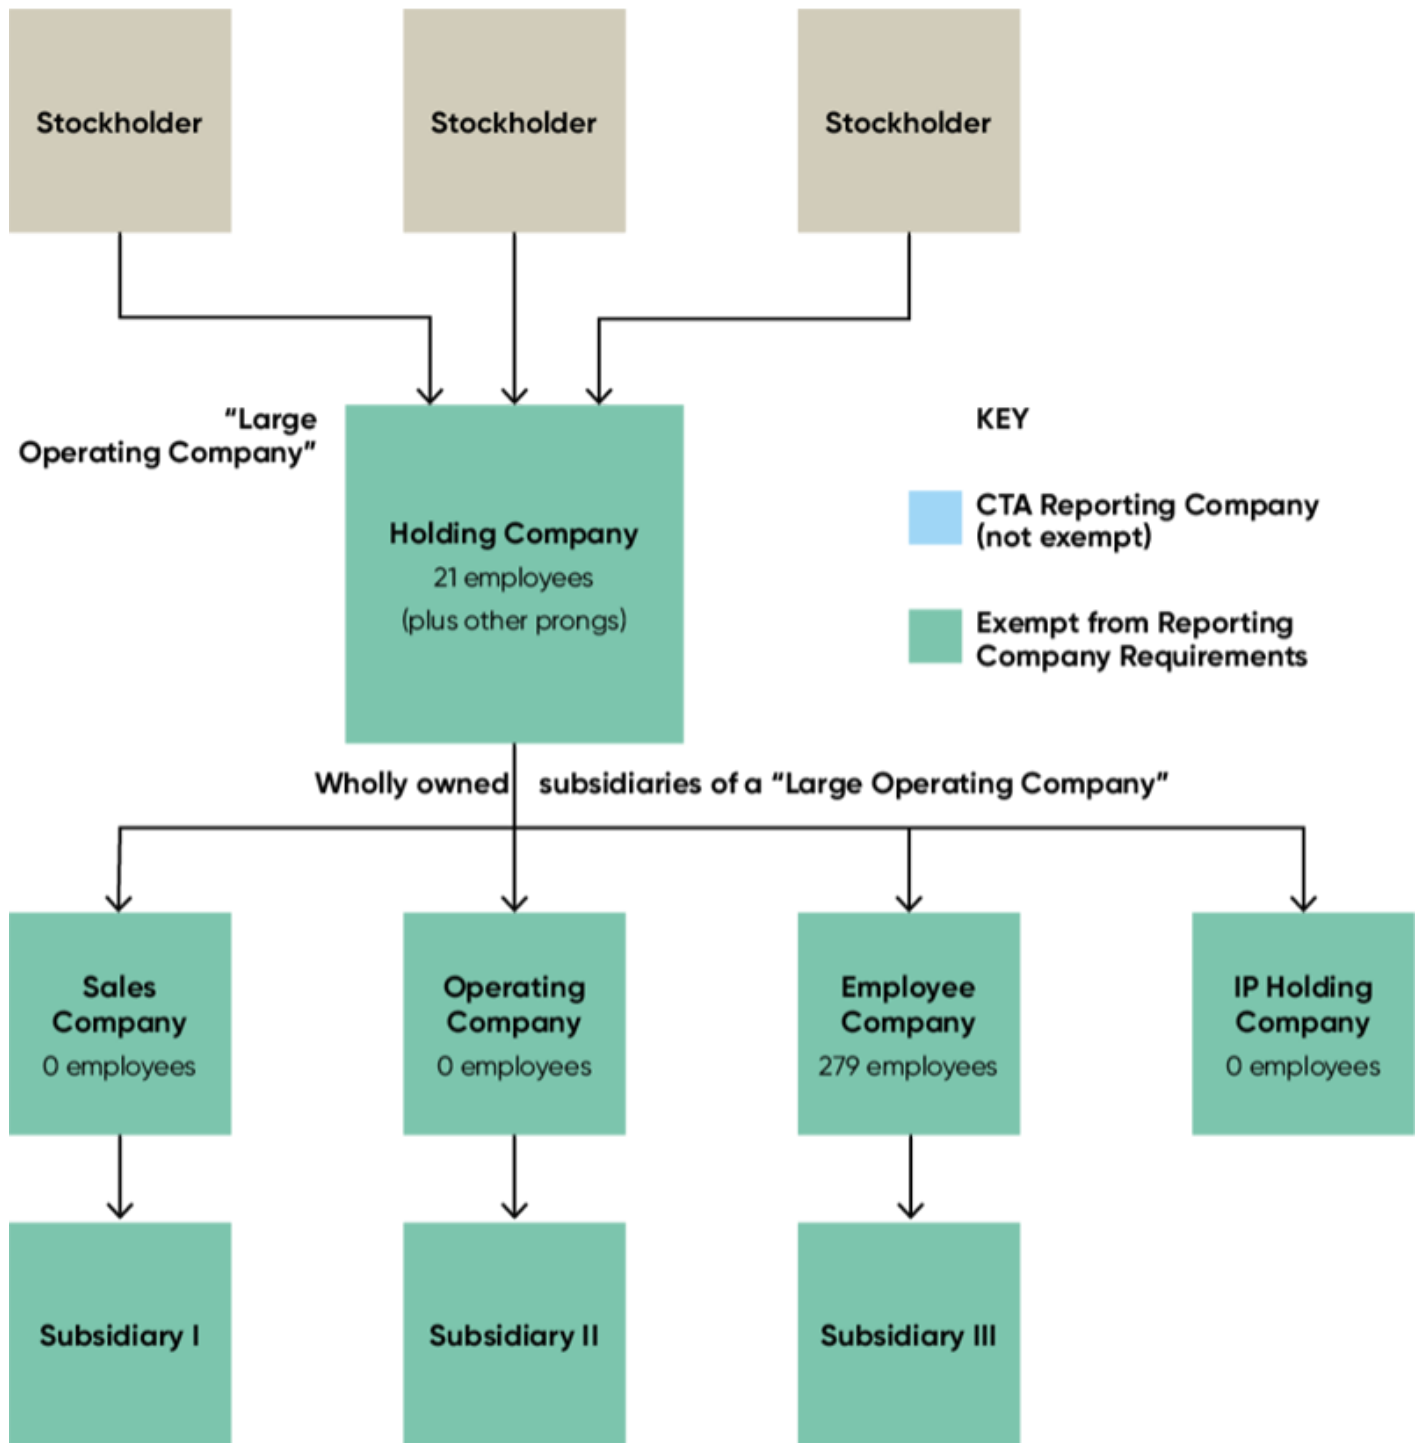 Stockholder
Stockholder
Stockholder
“Large
Operating Company”
Holding Company
21 employees
(plus other prongs)
KEY
CTA Reporting Company
(not exempt)
Exempt from Reporting
Company Requirements
Wholly owned subsidiaries of a “Large Operating Company”
Sales
Company
0 employees
Operating
Company
0 employees
Employee
Company
279 employees
IP Holding
Company
0 employees
Subsidiary I
Subsidiary II
Subsidiary III